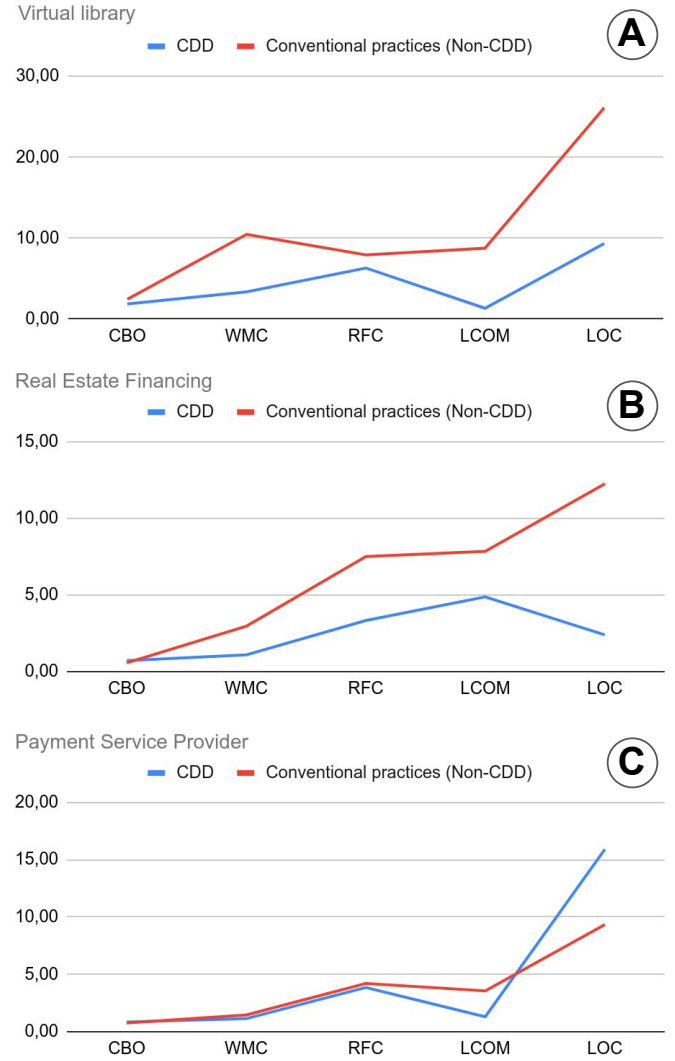 Virtual library
A
CDD Conventional practices (Non-CDD)
30,00
20,00
10,00
0,00
CBO WMC RFC LCOM LOC
Real Estate Financing
B
CDD Conventional practices (Non-CDD)
15,00
10,00
5,00
0,00
CBO WMC RFC LCOM LOC
Payment Service Provider
C
CDD Conventional practices (Non-CDD)
20,00
15,00
10,00
5,00
0,00
CBO WMC RFC LCOM LOC